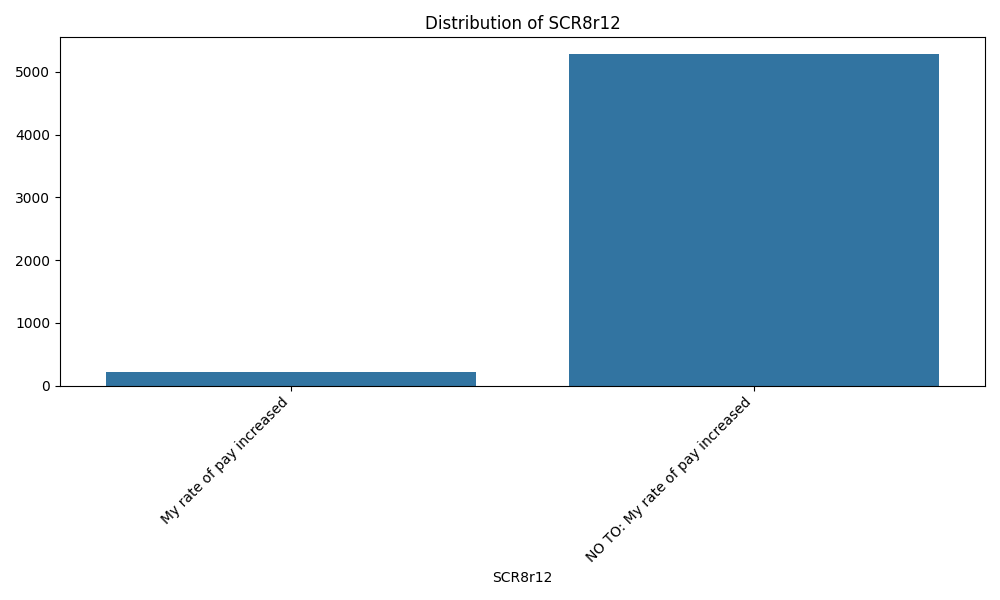 Distribution of SCR8r12
5000
4000
3000
2000
1000
0
My rate of pay increased
NO TO: My rate of pay increased
SCR8r12